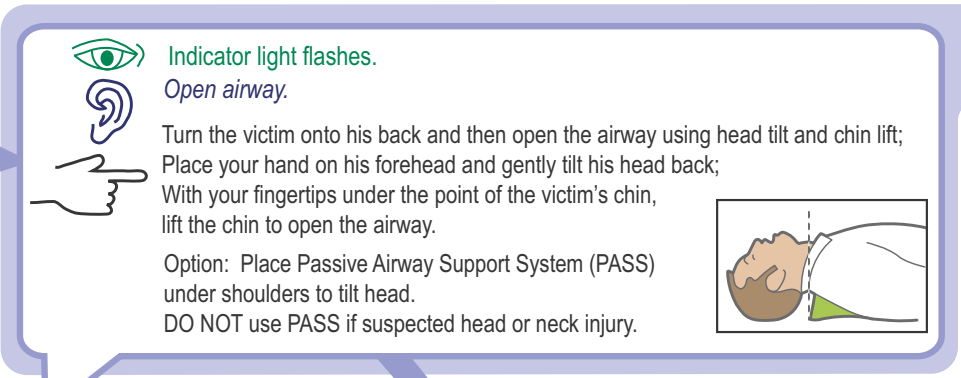 Indicator light flashes.
Open airway.
Turn the victim onto his back and then open the airway using head tilt and chin lift;
Place your hand on his forehead and gently tilt his head back;
With your fingertips under the point of the victim’s chin,
lift the chin to open the airway.
Option:  Place Passive Airway Support System (PASS)
under shoulders to tilt head.
DO NOT use PASS if suspected head or neck injury.